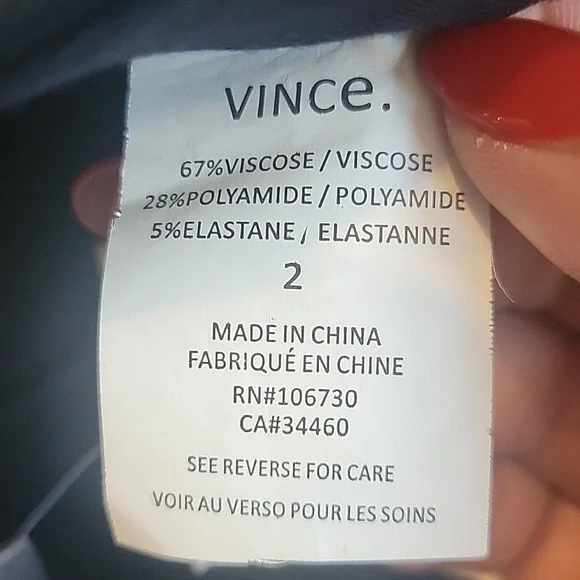 VINCe.
67%VISCOSE / VISCOSE
28%POLYAMIDE / POLYAMIDE
5%ELASTANE / ELASTANNE
2
MADE IN CHINA
FABRIQUÉ EN CHINE
RN#106730
CA#34460
SEE REVERSE FOR CARE
VOIR AU VERSO POUR LES SOINS